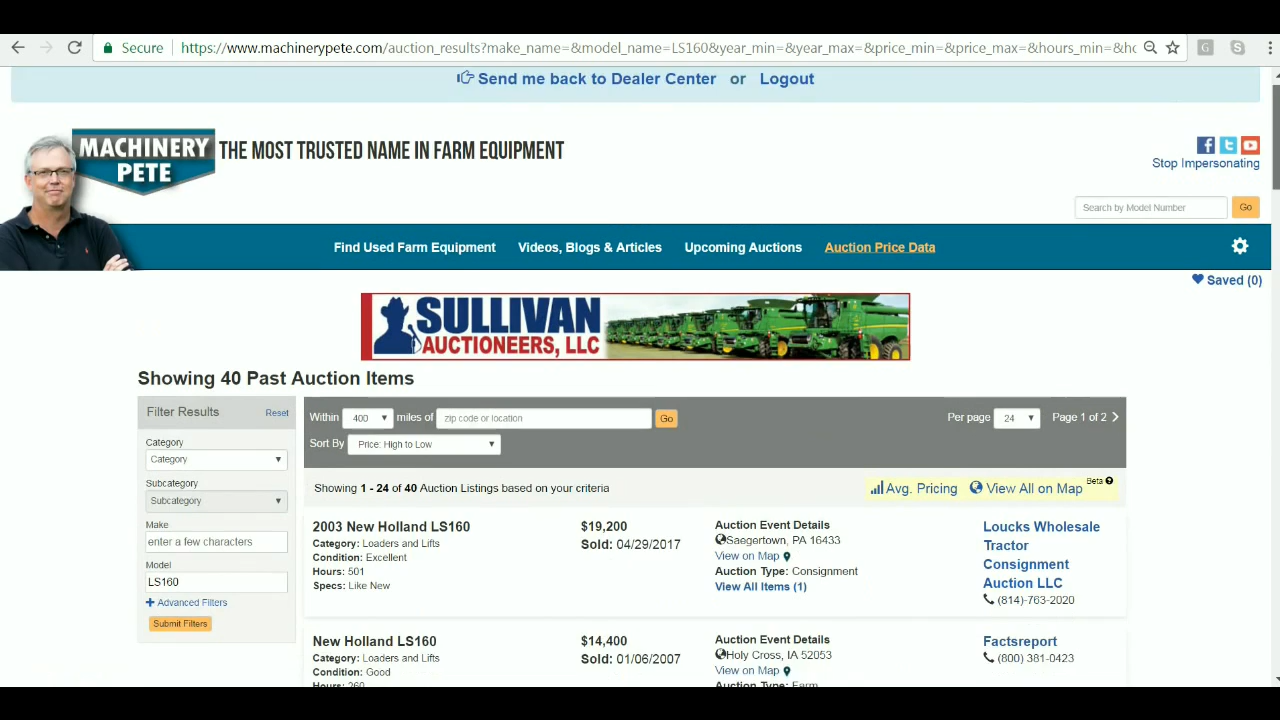 Secure
https://www.machinerypete.com/auction_results?make_name=&model_name=LS160&year_min=&year_max=&price_min=&price_max=&hours_min=&hc
Send me back to Dealer Center or Logout
MACHINERY
PETE
THE MOST TRUSTED NAME IN FARM EQUIPMENT
Stop Impersonating
Search by Model Number
Go
Find Used Farm Equipment
Videos, Blogs & Articles
Upcoming Auctions
Auction Price Data
Saved (0)
SULLIVAN
AUCTIONEERS, LLC
Showing 40 Past Auction Items
Filter Results
Reset
Category
Category
Subcategory
Subcategory
Make
enter a few characters
Model
LS160
Advanced Filters
Submit Filters
Within 400 miles of zip code or location Go
Per page 24 Page 1 of 2
Sort By Price: High to Low
Showing 1 - 24 of 40 Auction Listings based on your criteria
Avg. Pricing View All on Map Beta
2003 New Holland LS160
Category: Loaders and Lifts
Condition: Excellent
Hours: 501
Specs: Like New
$19,200
Sold: 04/29/2017
Auction Event Details
Saegertown, PA 16433
View on Map
Auction Type: Consignment
View All Items (1)
Loucks Wholesale
Tractor
Consignment
Auction LLC
(814)-763-2020
New Holland LS160
Category: Loaders and Lifts
Condition: Good
Hours: 260
$14,400
Sold: 01/06/2007
Auction Event Details
Holy Cross, IA 52053
View on Map
Auction Type: Farm
Factsreport
(800) 381-0423